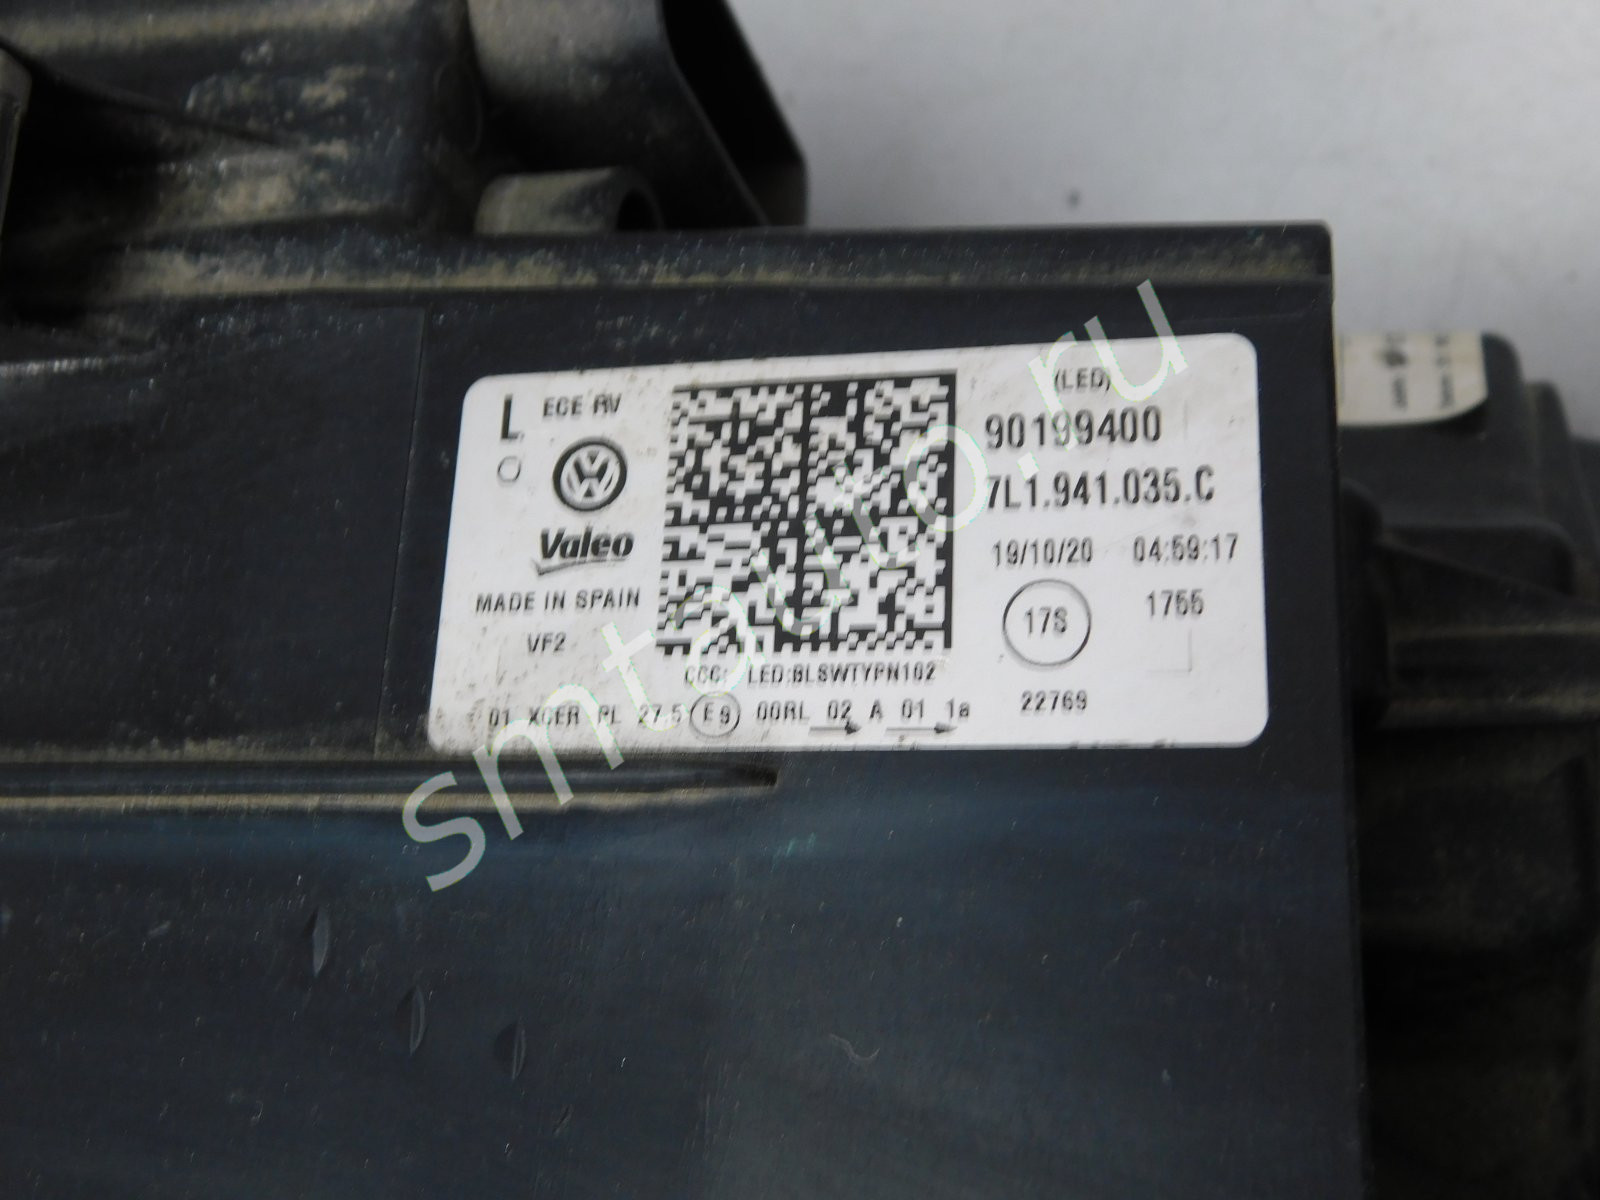 (LED)
L ECE RV
90199400
7L1.941.035.C
Valeo
19/10/20 04:59:17
MADE IN SPAIN
17S 1755
VF2
CCC: LED:BLSWTYPN102
01 XCER PL 27.5 E9 00RL 02 A 01 1a
22769
smtauto.ru